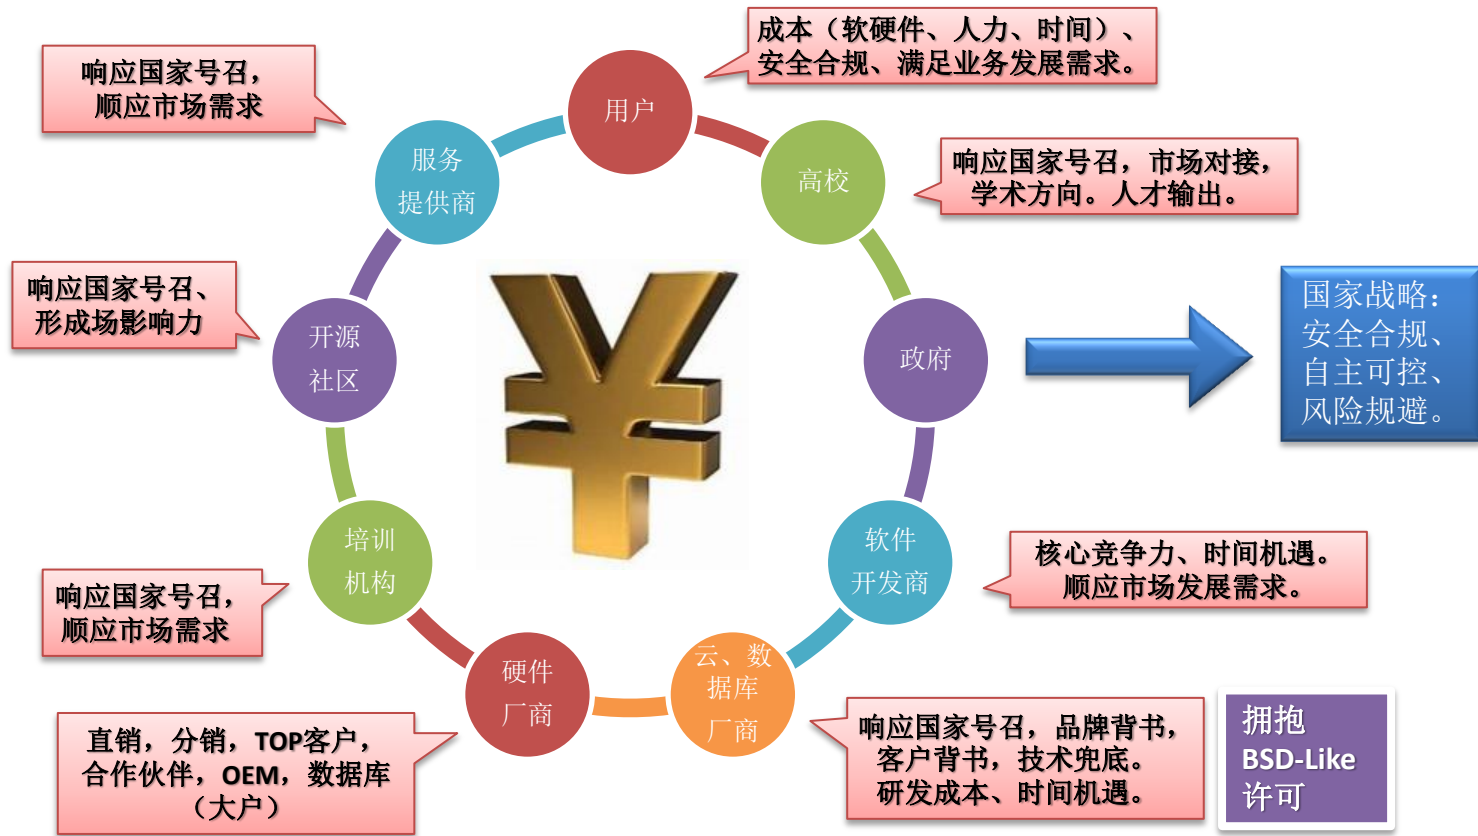 成本（软硬件、人力、时间）、
安全合规、满足业务发展需求。
响应国家号召，
顺应市场需求
用户
服务
提供商
高校
响应国家号召，市场对接，
学术方向。人才输出。
响应国家号召、
形成场影响力
开源
社区
政府
国家战略：
安全合规、
自主可控、
风险规避。
培训
机构
响应国家号召，
顺应市场需求
软件
开发商
核心竞争力、时间机遇。
顺应市场发展需求。
硬件
厂商
直销，分销，TOP客户，
合作伙伴，OEM，数据库
（大户）
云、数
据库
厂商
响应国家号召，品牌背书，
客户背书，技术兜底。
研发成本、时间机遇。
拥抱
BSD-Like
许可